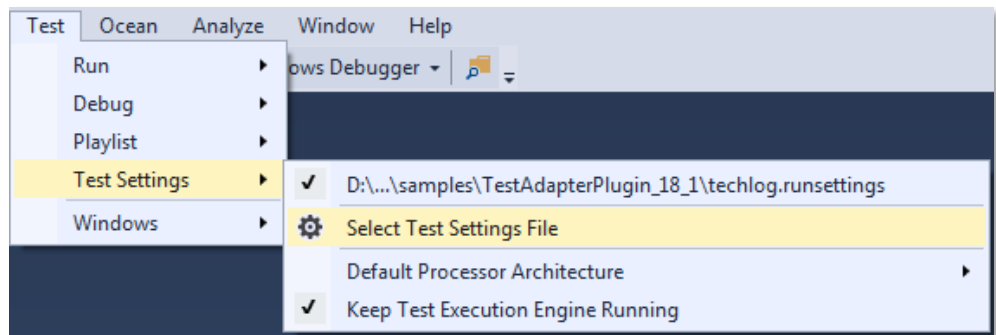 Test Ocean Analyze Window Help
Run
ows Debugger
Debug
Playlist
Test Settings
D:\...\samples\TestAdapterPlugin_18_1\techlog.runsettings
Windows
Select Test Settings File
Default Processor Architecture
Keep Test Execution Engine Running